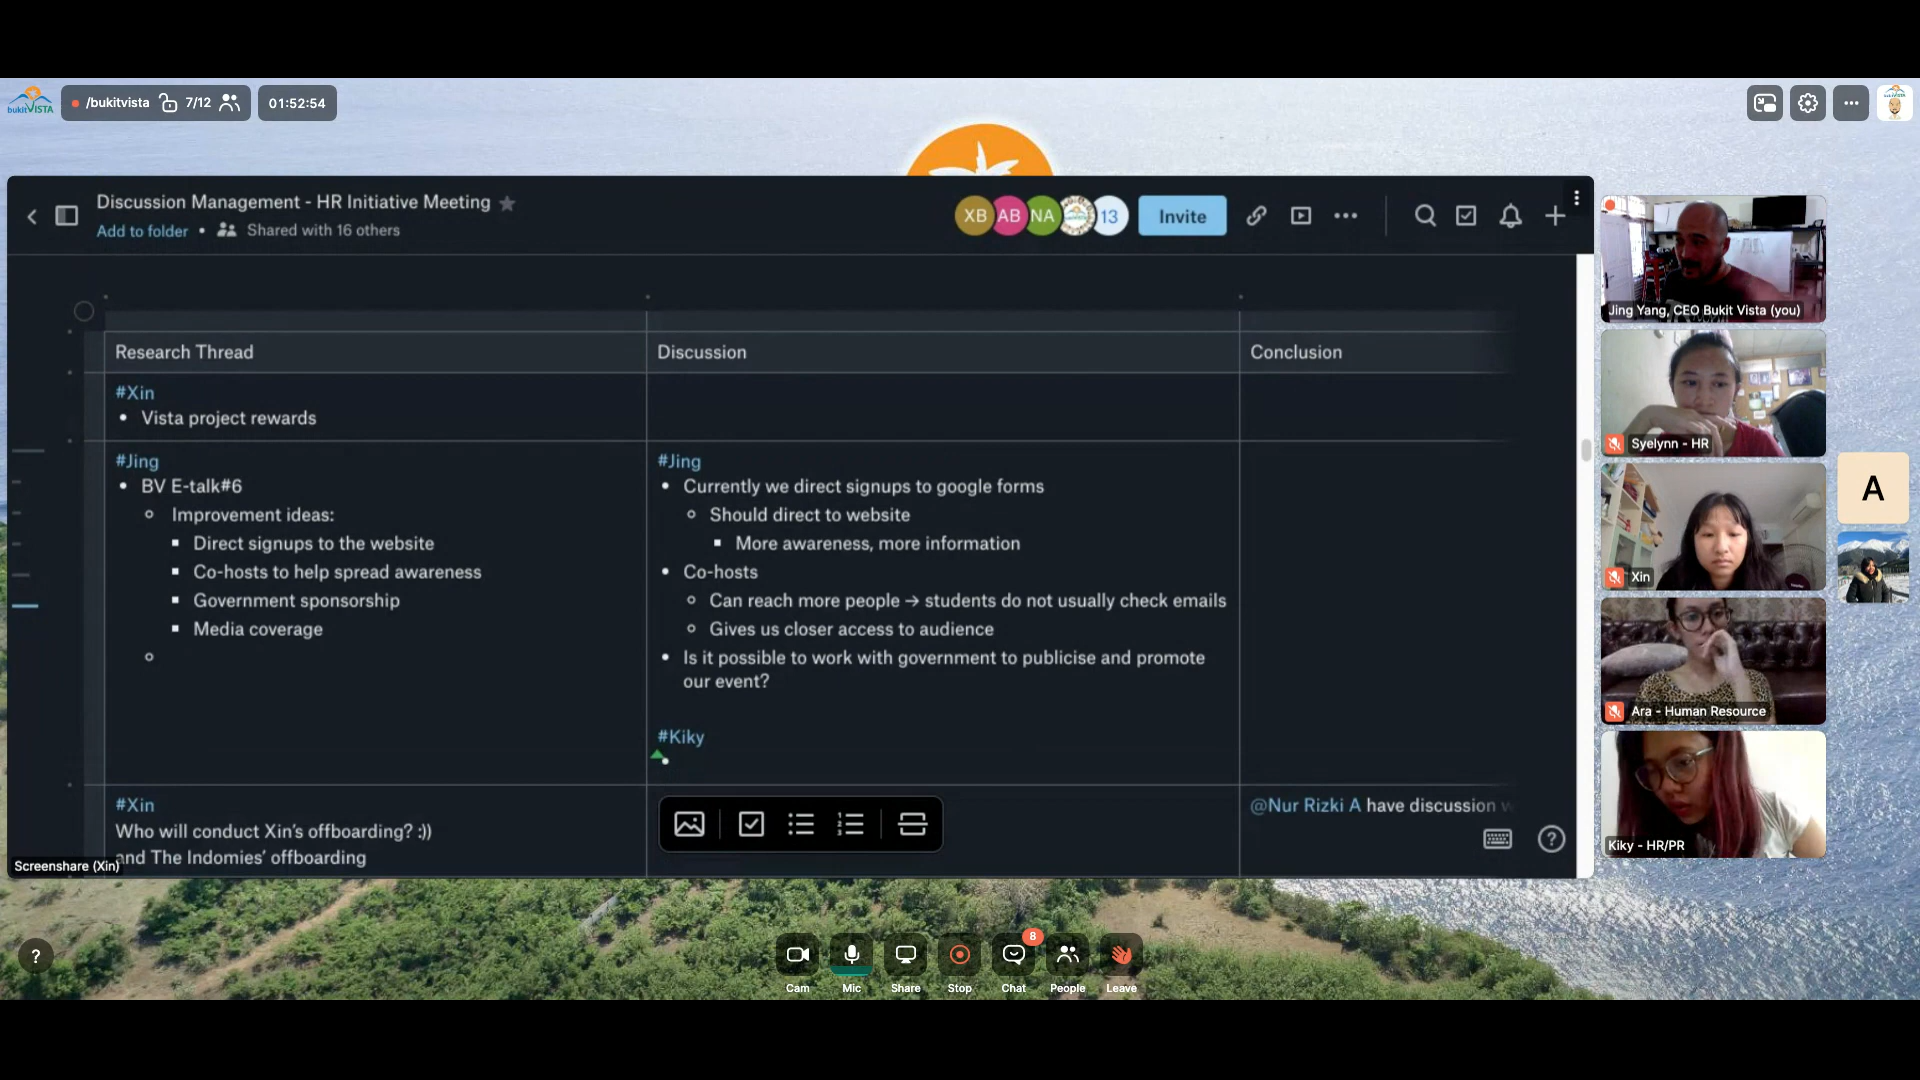 bukitVISTA
/bukitvista
7/12
01:52:54
Discussion Management - HR Initiative Meeting
Add to folder • Shared with 16 others
XB
AB
NA
13
Invite
Research Thread
Discussion
Conclusion
#Xin
• Vista project rewards
#Jing
• BV E-talk#6
Improvement ideas:
Direct signups to the website
Co-hosts to help spread awareness
Government sponsorship
Media coverage
#Jing
• Currently we direct signups to google forms
Should direct to website
More awareness, more information
• Co-hosts
Can reach more people → students do not usually check emails
Gives us closer access to audience
• Is it possible to work with government to publicise and promote
our event?
#Kiky
#Xin
Who will conduct Xin's offboarding? :))
and The Indomies' offboarding
@Nur Rizki A have discussion
Screenshare (Xin)
Jing Yang, CEO Bukit Vista (you)
Syelynn - HR
Xin
Ara - Human Resource
Kiky - HR/PR
A
?
?
8
Cam
Mic
Share
Stop
Chat
People
Leave